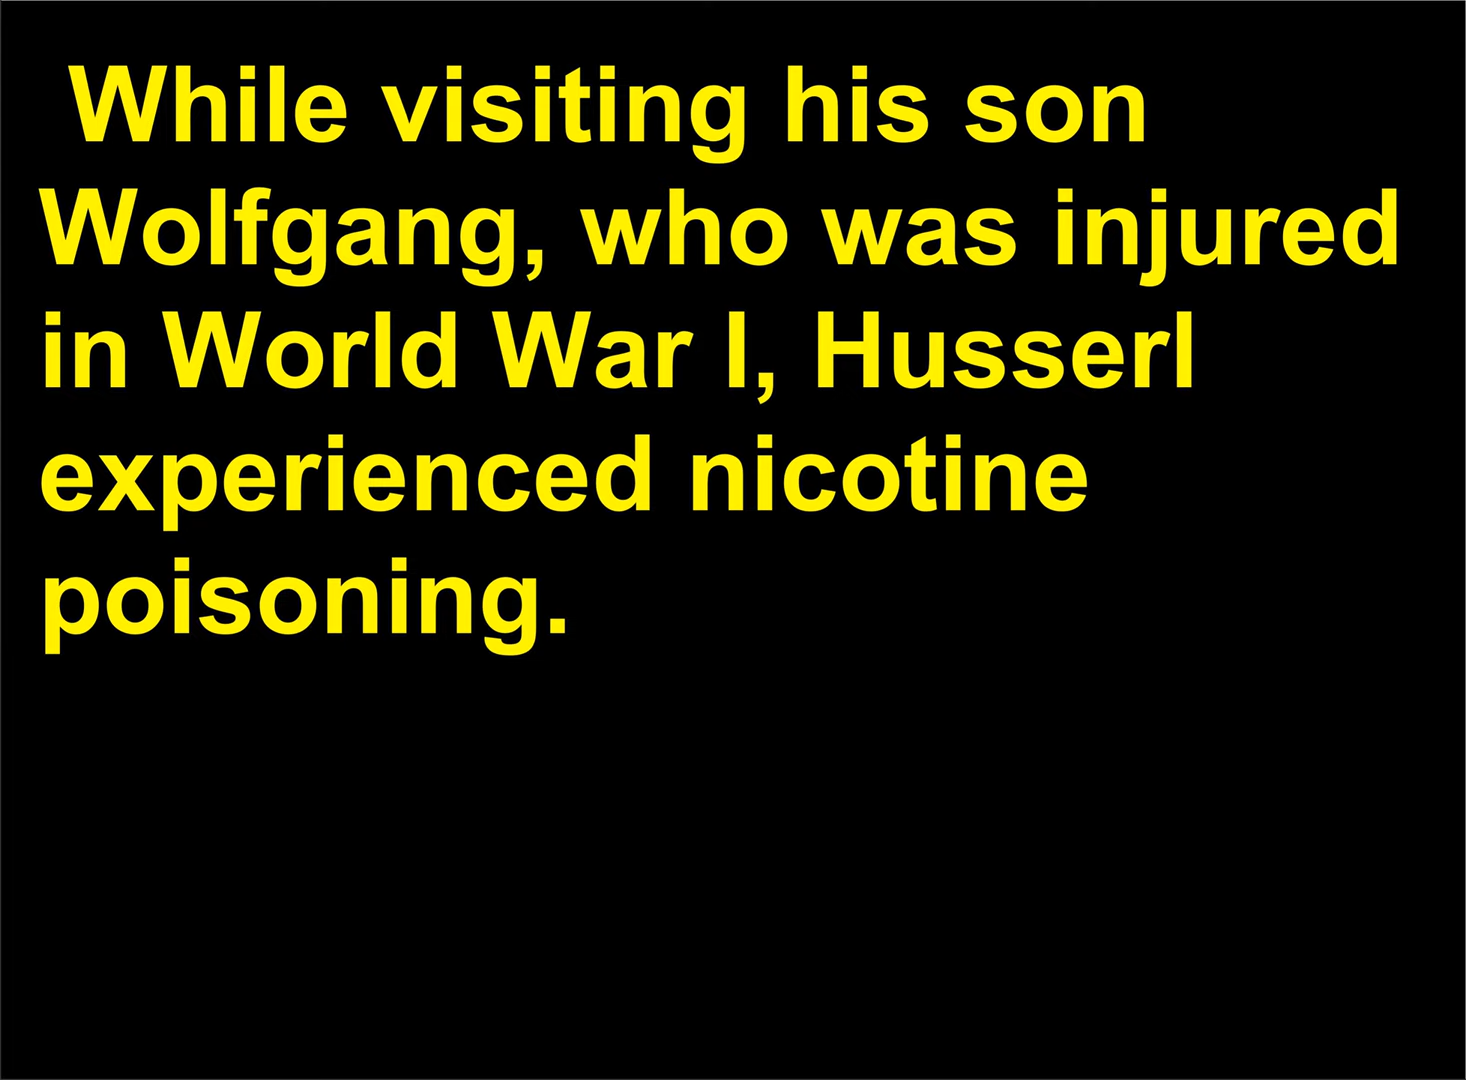 While visiting his son
Wolfgang, who was injured
in World War I, Husserl
experienced nicotine
poisoning.